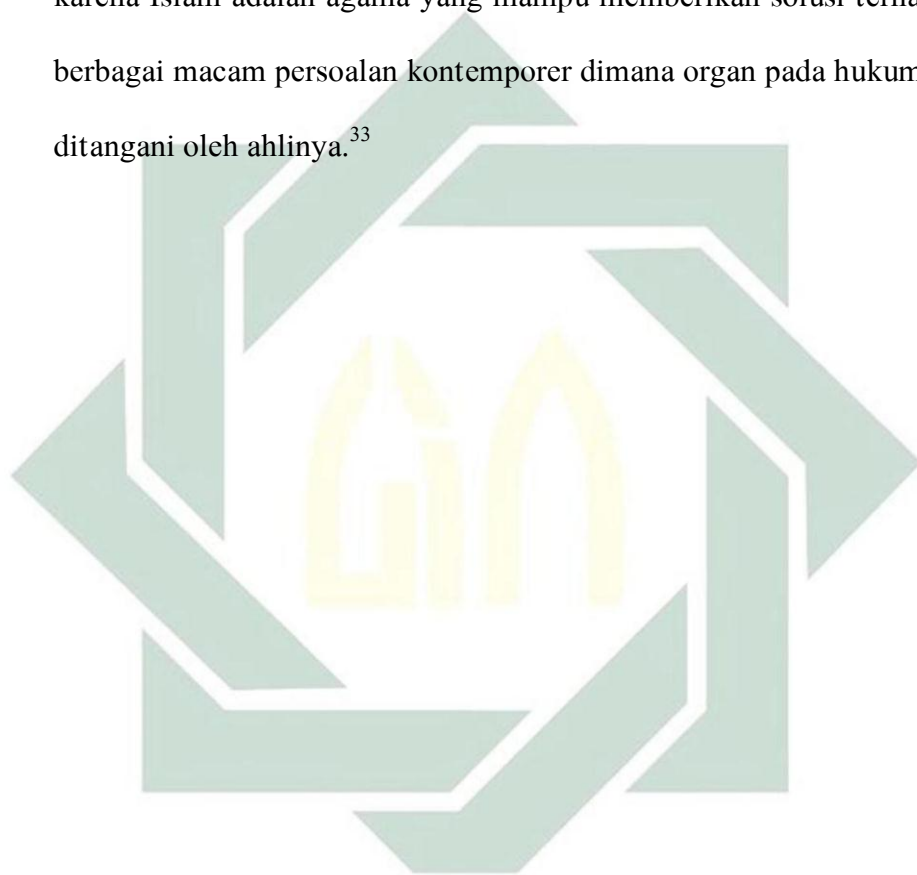 karena Islam adalah agama yang mampu memberikan solusi
berbagai macam persoalan kontemporer dimana organ pada hukum
ditangani oleh ahlinya.33